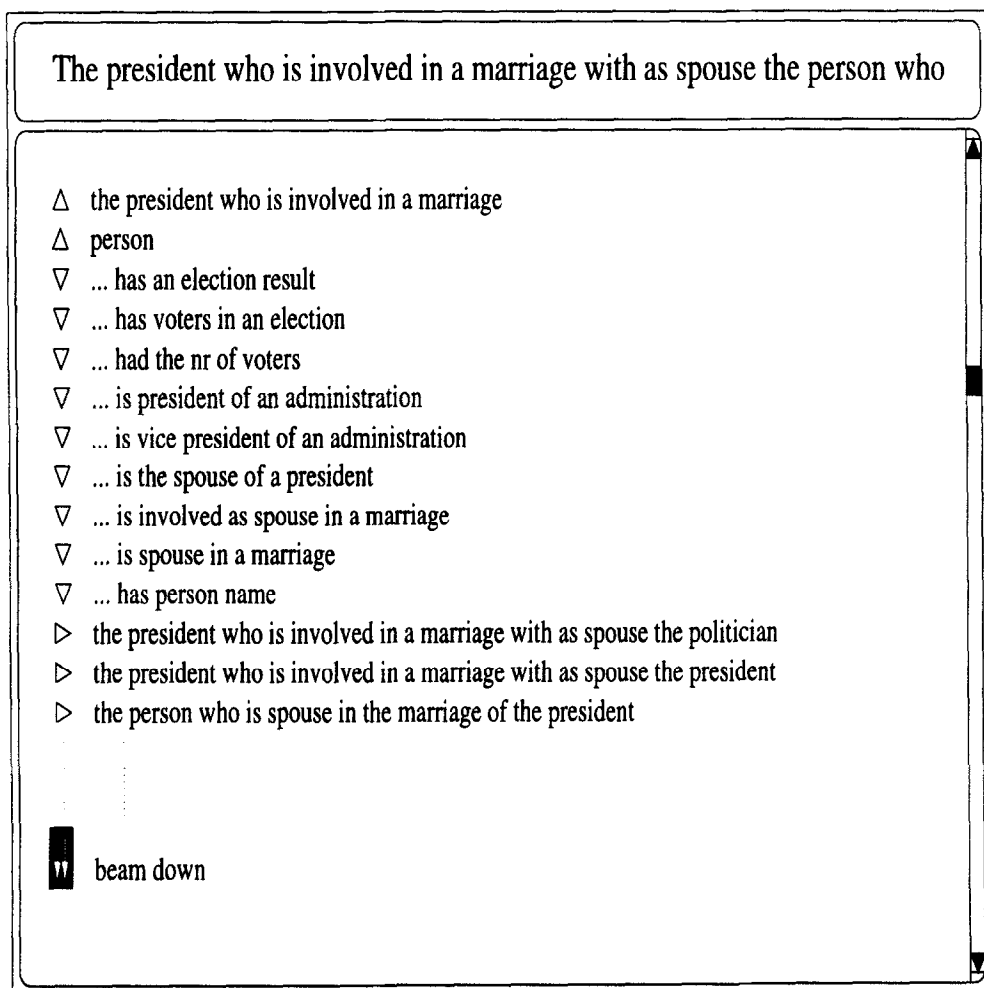 The president who is involved in a marriage with as spouse the person who
△ the president who is involved in a marriage
△ person
▽ ... has an election result
▽ ... has voters in an election
▽ ... had the nr of voters
▽ ... is president of an administration
▽ ... is vice president of an administration
▽ ... is the spouse of a president
▽ ... is involved as spouse in a marriage
▽ ... is spouse in a marriage
▽ ... has person name
▷ the president who is involved in a marriage with as spouse the politician
▷ the president who is involved in a marriage with as spouse the president
▷ the person who is spouse in the marriage of the president
beam down